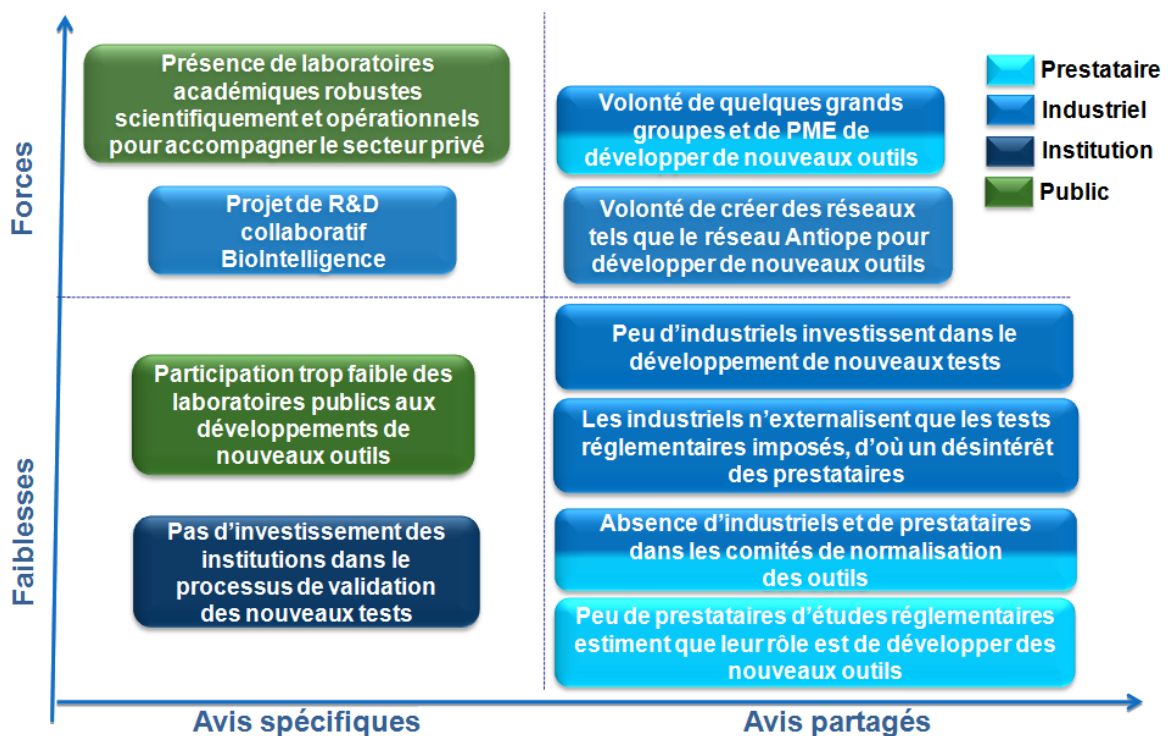 Présence de laboratoires
académiques robustes
scientifiquement et opérationnels
pour accompagner le secteur privé
Projet de R&D
collaboratif
BioIntelligence
Volonté de quelques grands
groupes et de PME de
développer de nouveaux outils
Volonté de créer des réseaux
tels que le réseau Antiope pour
développer de nouveaux outils
Prestataire
Industriel
Institution
Public
Forces
Participation trop faible des
laboratoires publics aux
développements de
nouveaux outils
Pas d’investissement des
institutions dans le
processus de validation
des nouveaux tests
Peu d’industriels investissent dans le
développement de nouveaux tests
Les industriels n’externalisent que les tests
réglementaires imposés, d’où un désintérêt
des prestataires
Absence d’industriels et de prestataires
dans les comités de normalisation
des outils
Peu de prestataires d’études réglementaires
estiment que leur rôle est de développer des
nouveaux outils
Faiblesses
Avis spécifiques
Avis partagés